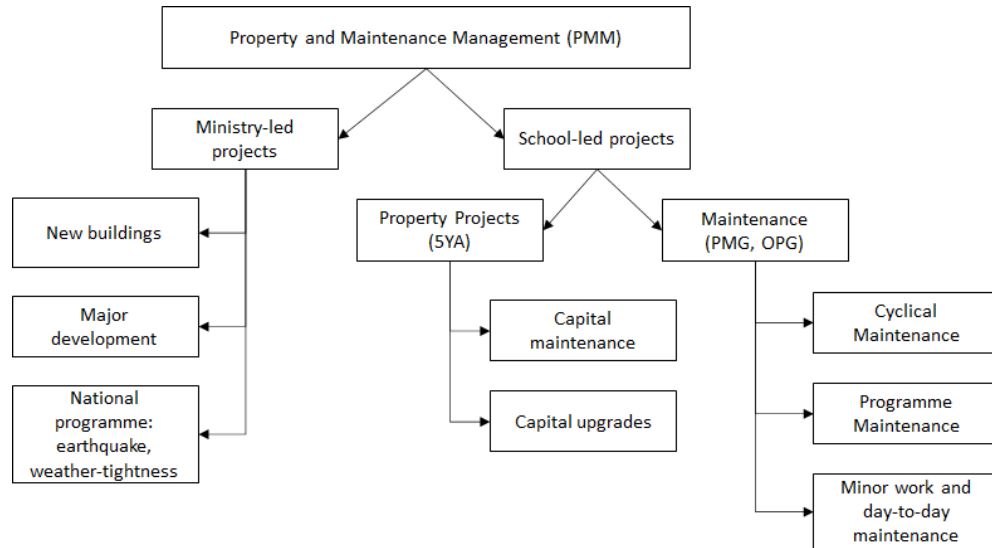 Property and Maintenance Management (PMM)
Ministry-led
projects
School-led projects
New buildings
Property Projects
(5YA)
Maintenance
(PMG, OPG)
Major
development
Capital
maintenance
Cyclical
Maintenance
National
programme:
earthquake,
weather-tightness
Capital upgrades
Programme
Maintenance
Minor work and
day-to-day
maintenance